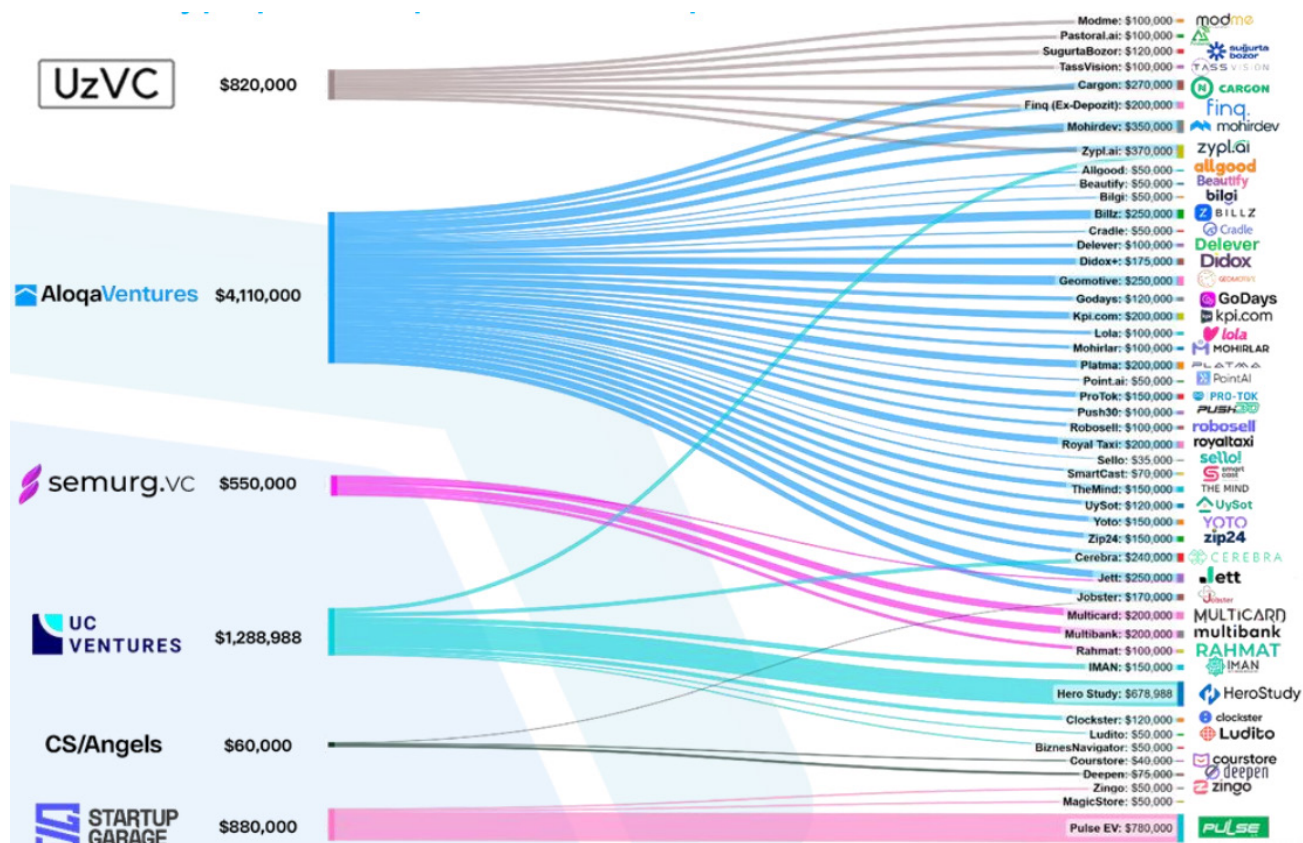 UzVC
$820,000
AloqaVentures
$4,110,000
semurg.vc
$550,000
UC
VENTURES
$1,288,988
CS/Angels
$60,000
STARTUP
GARAGE
$880,000
Modme: $100,000
modme
Pastoral.ai: $100,000
SugurtaBozor: $120,000
suğurta
bozor
TassVision: $100,000
TASS VISION
Cargon: $270,000
CARGON
Finq (Ex-Depozit): $200,000
finq.
Mohirdev: $350,000
mohirdev
Zypl.ai: $370,000
zypl.ai
Allgood: $50,000
allgood
Beautify: $50,000
Beautify
Bilgi: $50,000
bilgi
Billz: $250,000
BILLZ
Cradle: $50,000
Cradle
Delever: $100,000
Delever
Didox+: $175,000
Didox
Geomotive: $250,000
GEOMOTIVE
Godays: $120,000
GoDays
Kpi.com: $200,000
kpi.com
Lola: $100,000
lola
Mohirlar: $100,000
MOHIRLAR
Platma: $200,000
PLATMA
Point.ai: $50,000
PointAI
ProTok: $150,000
PRO-TOK
Push30: $100,000
PUSH30
Robosell: $100,000
robosell
Royal Taxi: $200,000
royaltaxi
Sello: $35,000
sello!
SmartCast: $70,000
smart
cast
TheMind: $150,000
THE MIND
UySot: $120,000
UySot
Yoto: $150,000
YOTO
Zip24: $150,000
zip24
Cerebra: $240,000
CEREBRA
Jett: $250,000
Jett
Jobster: $170,000
Jobster
Multicard: $200,000
MULTICARD
Multibank: $200,000
multibank
Rahmat: $100,000
RAHMAT
IMAN: $150,000
IMAN
Hero Study: $678,988
HeroStudy
Clockster: $120,000
clockster
Ludito: $50,000
Ludito
BiznesNavigator: $50,000
Courstore: $40,000
courstore
Deepen: $75,000
deepen
Zingo: $50,000
zingo
MagicStore: $50,000
Pulse EV: $780,000
PULSE